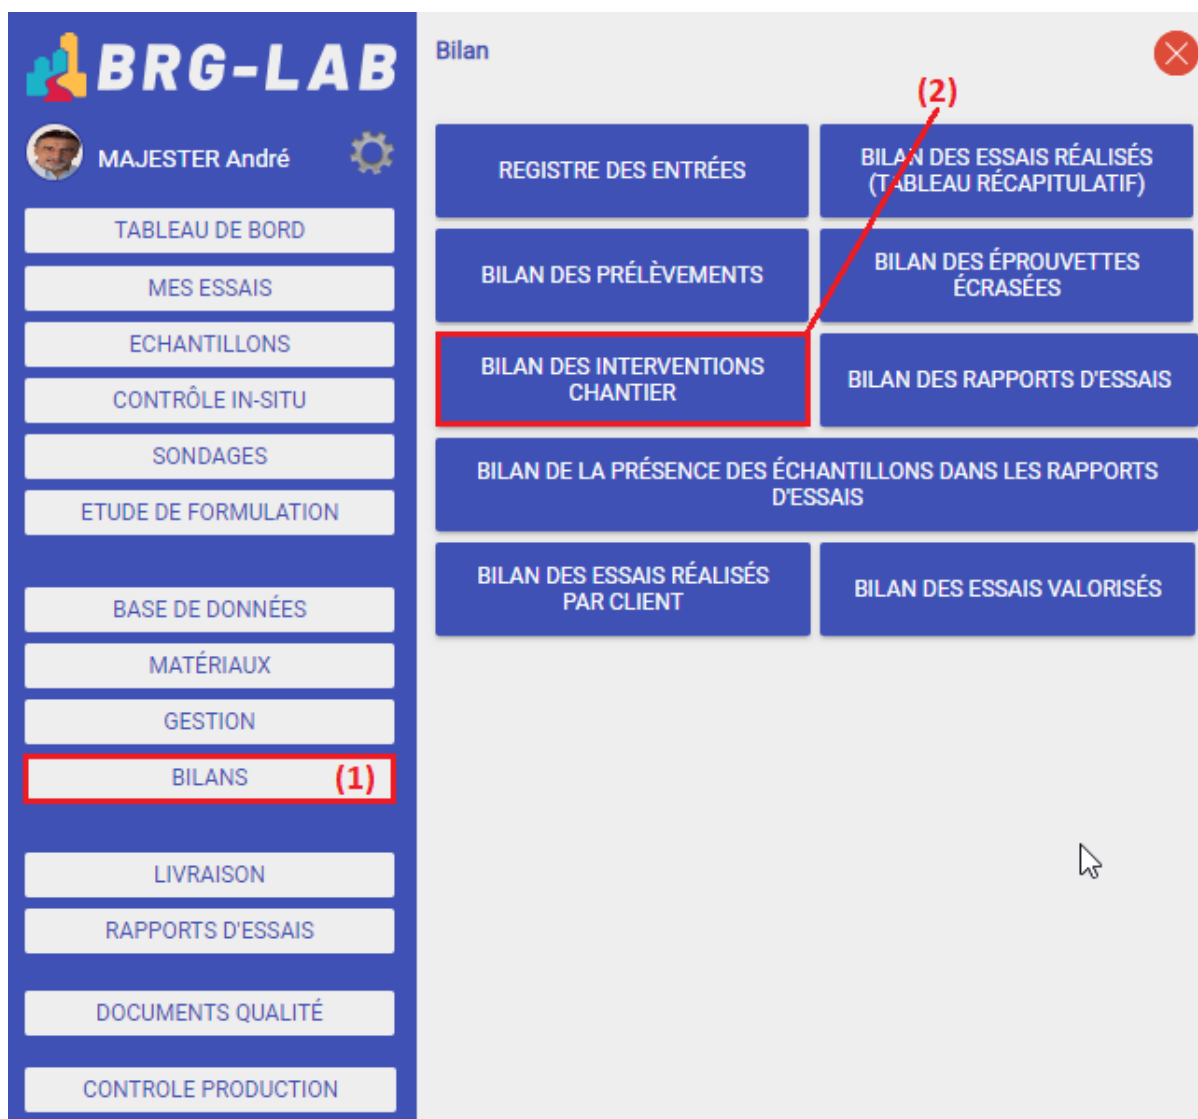 BRG-LAB
MAJESTER André
TABLEAU DE BORD
MES ESSAIS
ECHANTILLONS
CONTRÔLE IN-SITU
SONDAGES
ETUDE DE FORMULATION
BASE DE DONNÉES
MATÉRIAUX
GESTION
BILANS (1)
LIVRAISON
RAPPORTS D'ESSAIS
DOCUMENTS QUALITÉ
CONTROLE PRODUCTION
Bilan
(2)
REGISTRE DES ENTRÉES
BILAN DES ESSAIS RÉALISÉS
(TABLEAU RÉCAPITULATIF)
BILAN DES PRÉLÈVEMENTS
BILAN DES ÉPROUVETTES
ÉCRASÉES
BILAN DES INTERVENTIONS
CHANTIER
BILAN DES RAPPORTS D'ESSAIS
BILAN DE LA PRÉSENCE DES ÉCHANTILLONS DANS LES RAPPORTS
D'ESSAIS
BILAN DES ESSAIS RÉALISÉS
PAR CLIENT
BILAN DES ESSAIS VALORISÉS